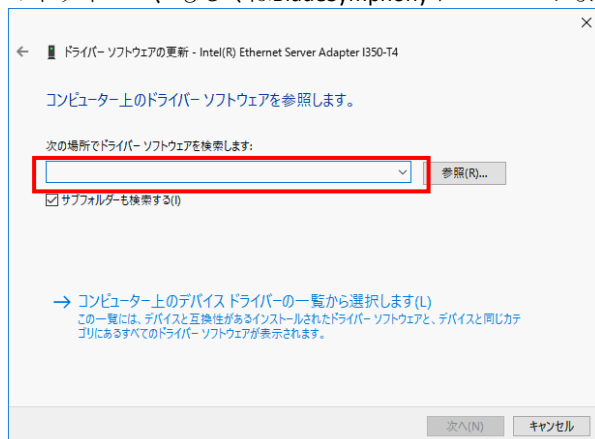 BladeSymphony
ドライバー ソフトウェアの更新 - Intel(R) Ethernet Server Adapter I350-T4
コンピューター上のドライバー ソフトウェアを参照します。
次の場所でドライバー ソフトウェアを検索します:
参照(R)...
サブフォルダーも検索する(I)
コンピューター上のデバイス ドライバーの一覧から選択します(L)
この一覧には、デバイスと互換性があるインストールされたドライバー ソフトウェアと、デバイスと同じカテ
ゴリにあるすべてのドライバー ソフトウェアが表示されます。
次へ(N)
キャンセル